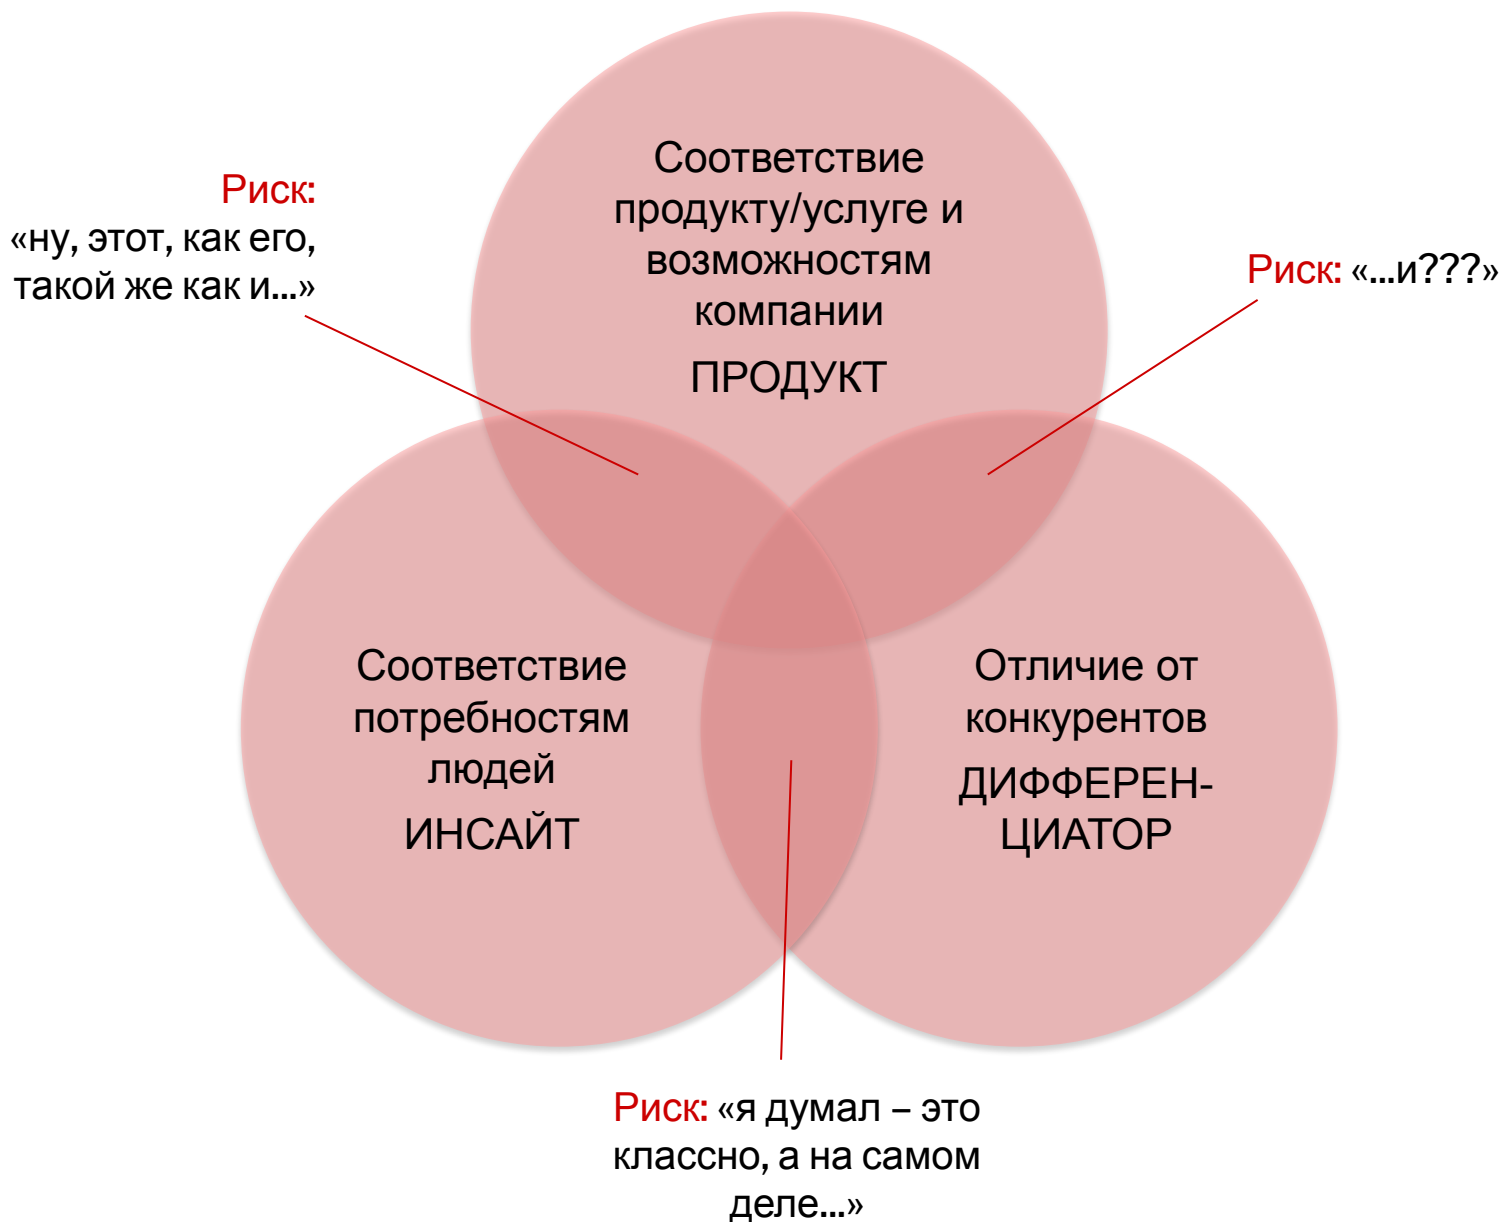 Соответствие
продукту/услуге и
возможностям
компании
ПРОДУКТ
Риск:
«ну, этот, как его,
такой же как и...»
Риск: «...и???»
Соответствие
потребностям
людей
ИНСАЙТ
Отличие от
конкурентов
ДИФФЕРЕН-
ЦИАТОР
Риск: «я думал – это
классно, а на самом
деле...»